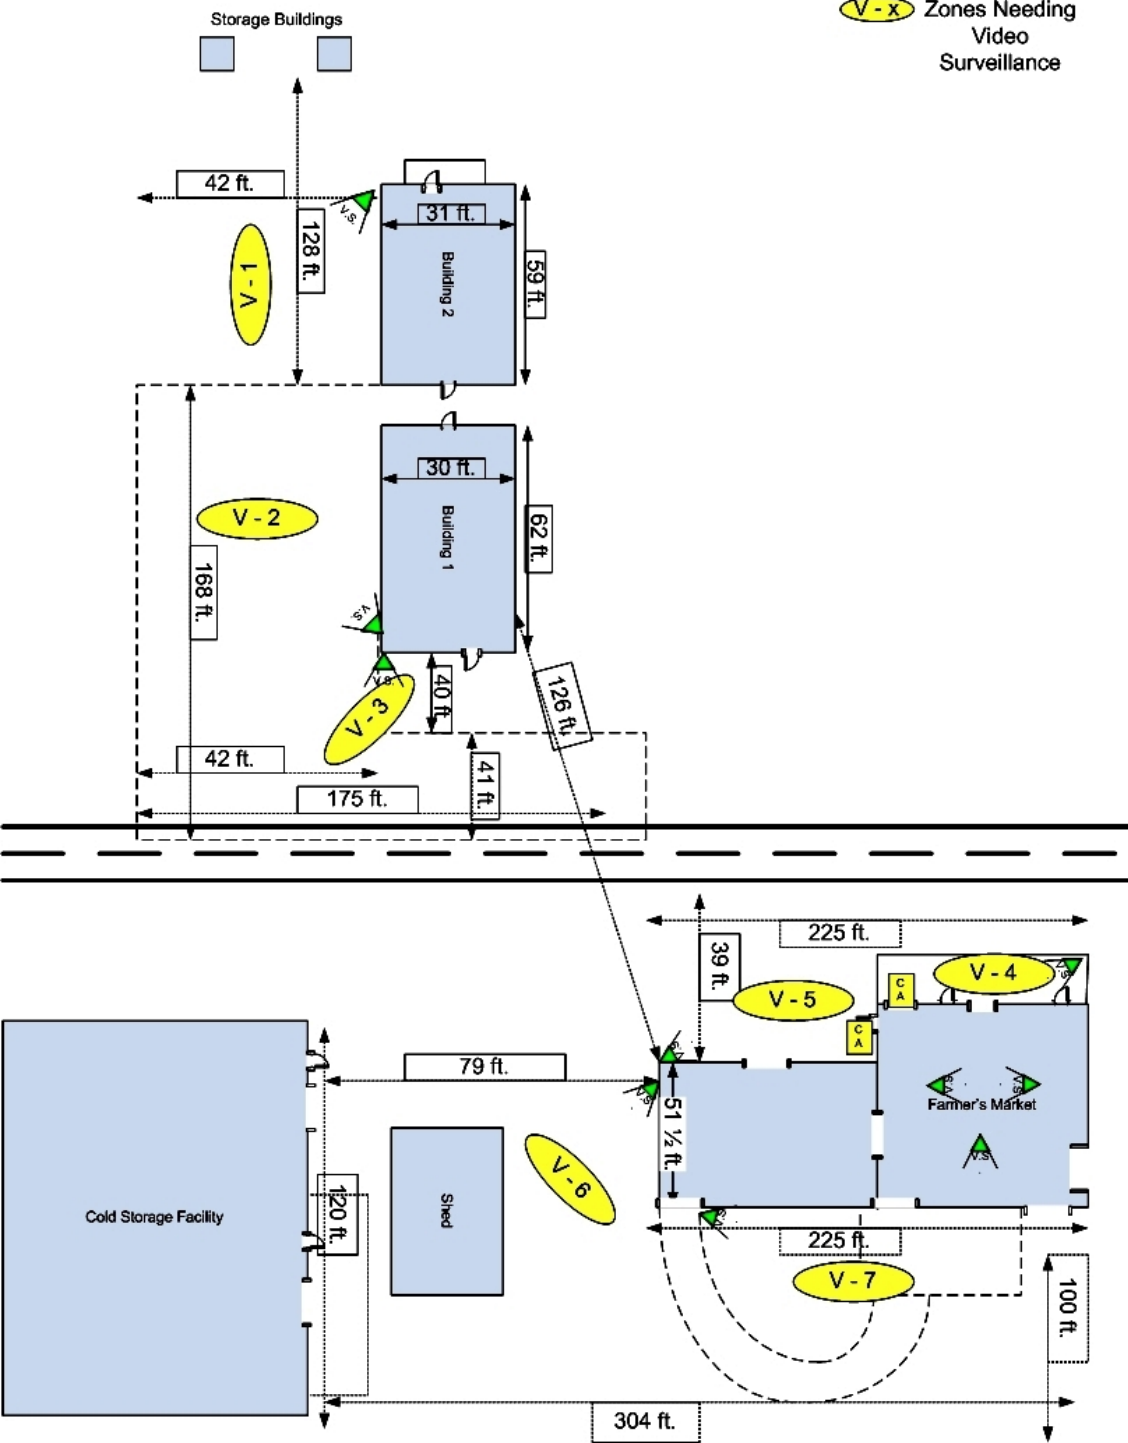 V - x Zones Needing
Video
Surveillance
Storage Buildings
42 ft.
V.S.
31 ft.
128 ft.
59 ft.
Building 2
V - 1
30 ft.
V - 2
62 ft.
Building 1
168 ft.
V.S.
V.S.
40 ft.
126 ft.
V - 3
42 ft.
41 ft.
175 ft.
225 ft.
39 ft.
V - 4
V.S.
V - 5
C
A
C
A
V.S.
79 ft.
V.S.
51 ½ ft.
V.S.
V.S.
Farmer's Market
V.S.
V - 6
120 ft.
Cold Storage Facility
Shed
V.S.
225 ft.
V - 7
100 ft.
304 ft.